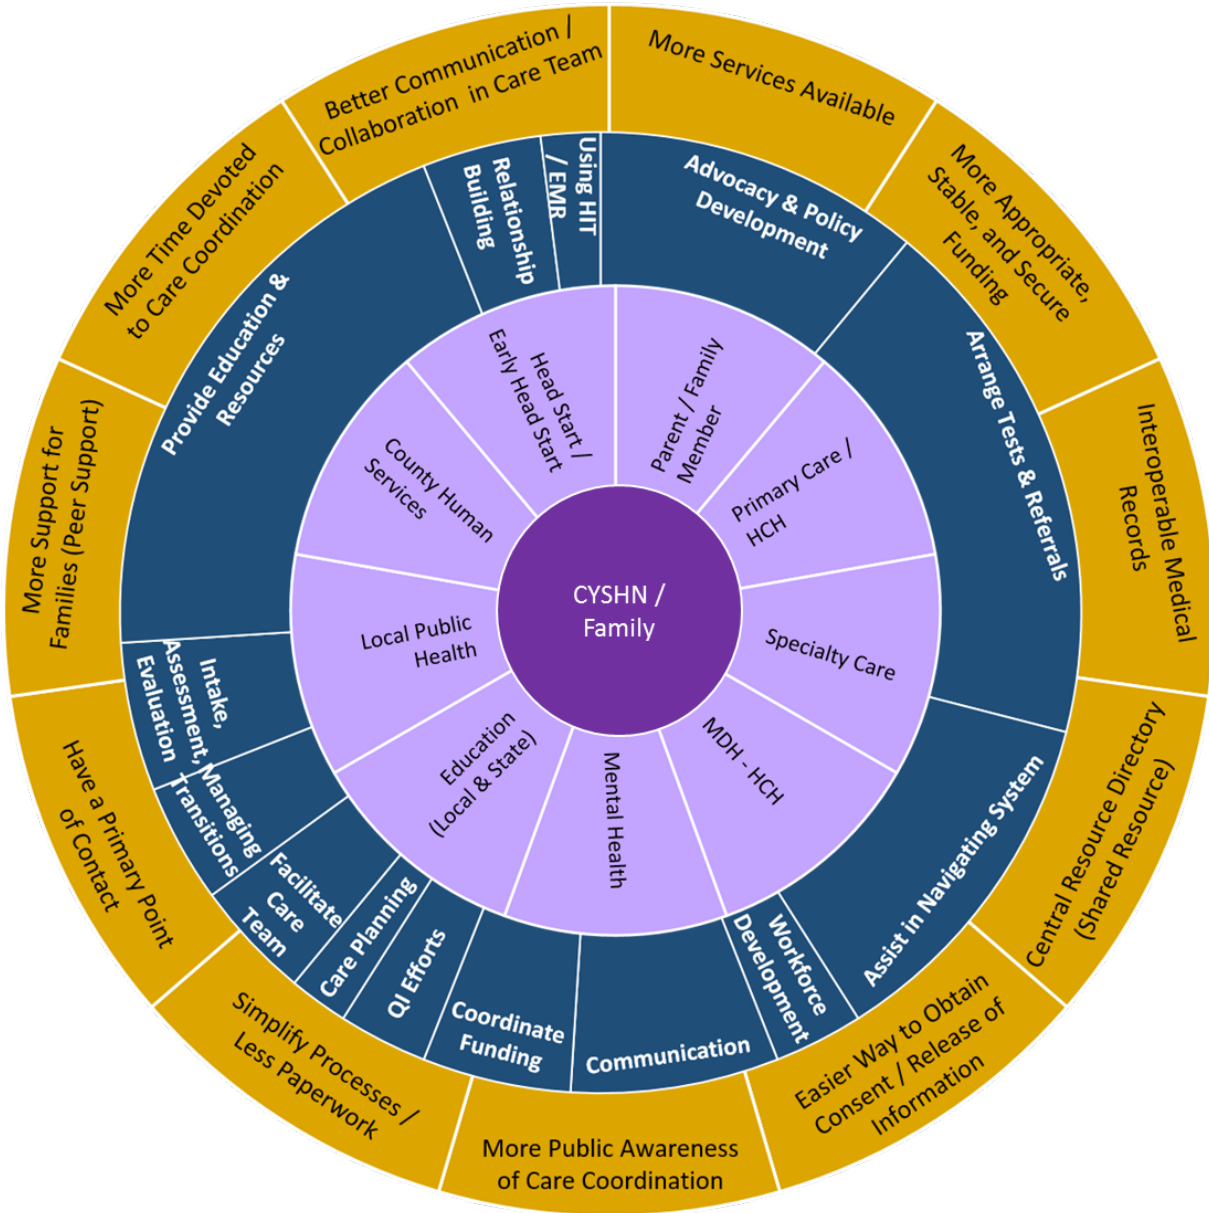 CYSHN /
Family
Parent / Family
Member
Primary Care /
HCH
Specialty Care
MDH - HCH
Mental Health
Education
(Local & State)
Local Public
Health
County Human
Services
Head Start /
Early Head Start
Advocacy & Policy
Development
Arrange Tests & Referrals
Assist in Navigating System
Workforce
Development
Communication
Coordinate
Funding
QI Efforts
Care Planning
Facilitate
Care
Team
Managing
Transitions
Intake,
Assessment,
Evaluation
Provide Education &
Resources
Relationship
Building
Using HIT
/ EMR
More Services Available
More Appropriate,
Stable, and Secure
Funding
Interoperable Medical
Records
Central Resource Directory
(Shared Resource)
Easier Way to Obtain
Consent / Release of
Information
More Public Awareness
of Care Coordination
Simplify Processes /
Less Paperwork
Have a Primary Point
of Contact
More Support for
Families (Peer Support)
More Time Devoted
to Care Coordination
Better Communication /
Collaboration in Care Team